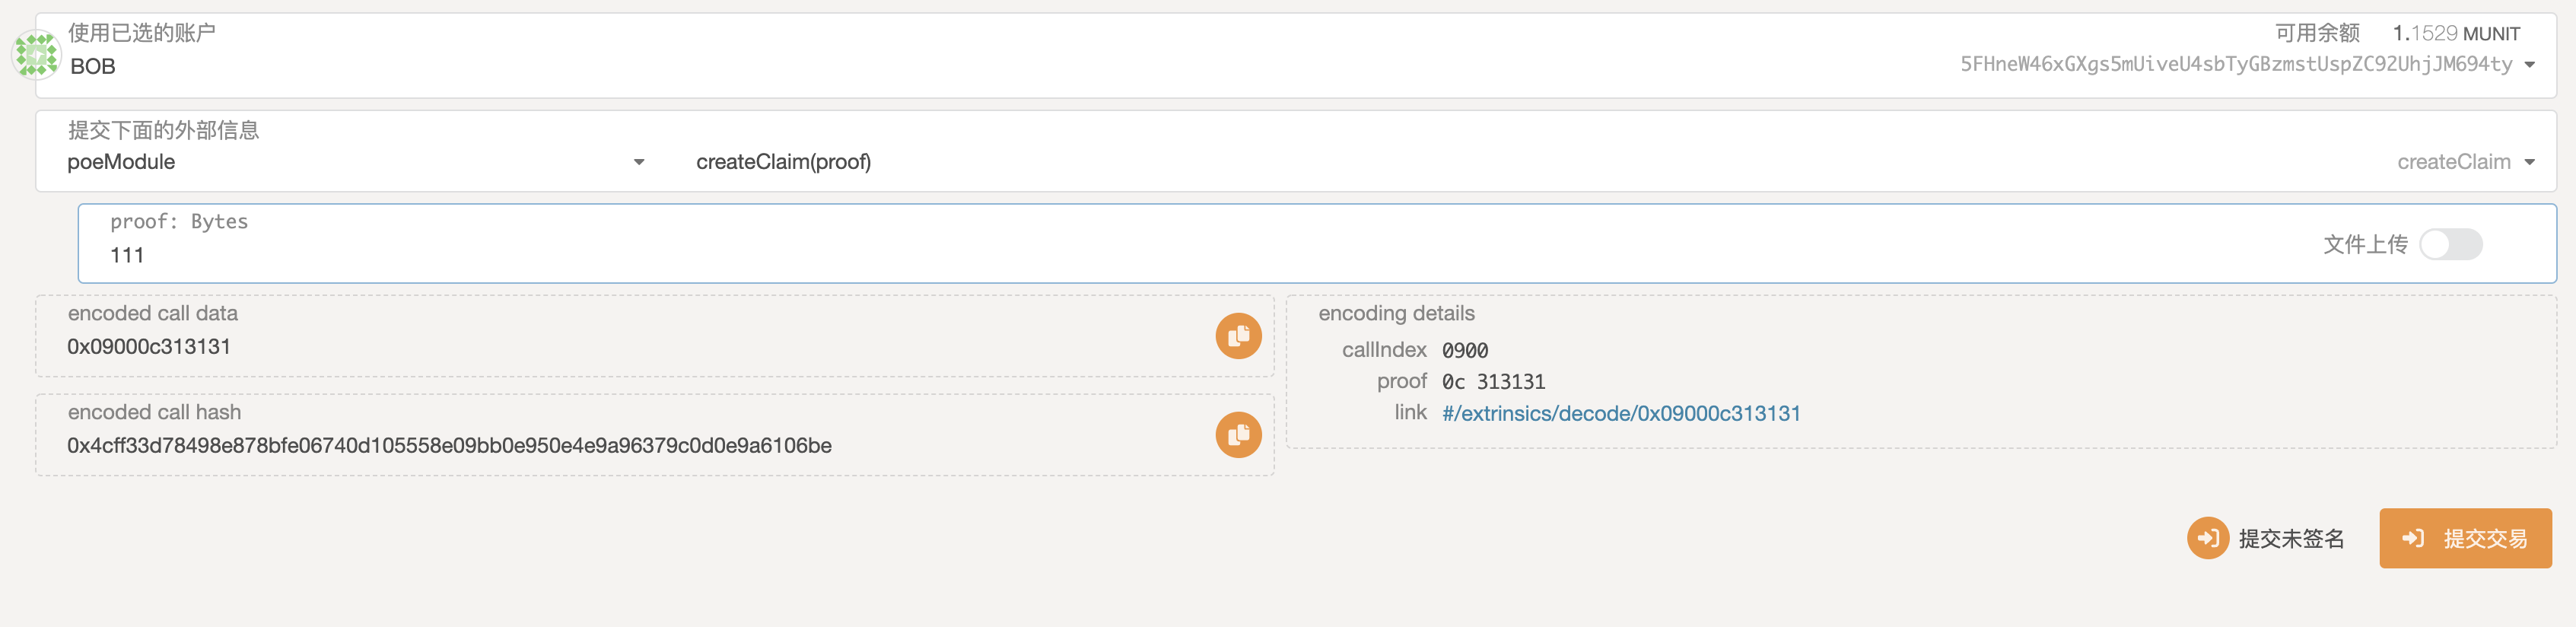 使用已选的账户
BOB
可用余额 1.1529 MUNIT
5FHneW46xGXgs5mUiveU4sbTyGBzmstUspZC92UhjJM694ty
提交下面的外部信息
poeModule
createClaim(proof)
createClaim
proof: Bytes
111
文件上传
encoded call data
0x09000c313131
encoded call hash
0x4cff33d78498e878bfe06740d105558e09bb0e950e4e9a96379c0d0e9a6106be
encoding details
callIndex 0900
proof 0c 313131
link #/extrinsics/decode/0x09000c313131
提交未签名
提交交易